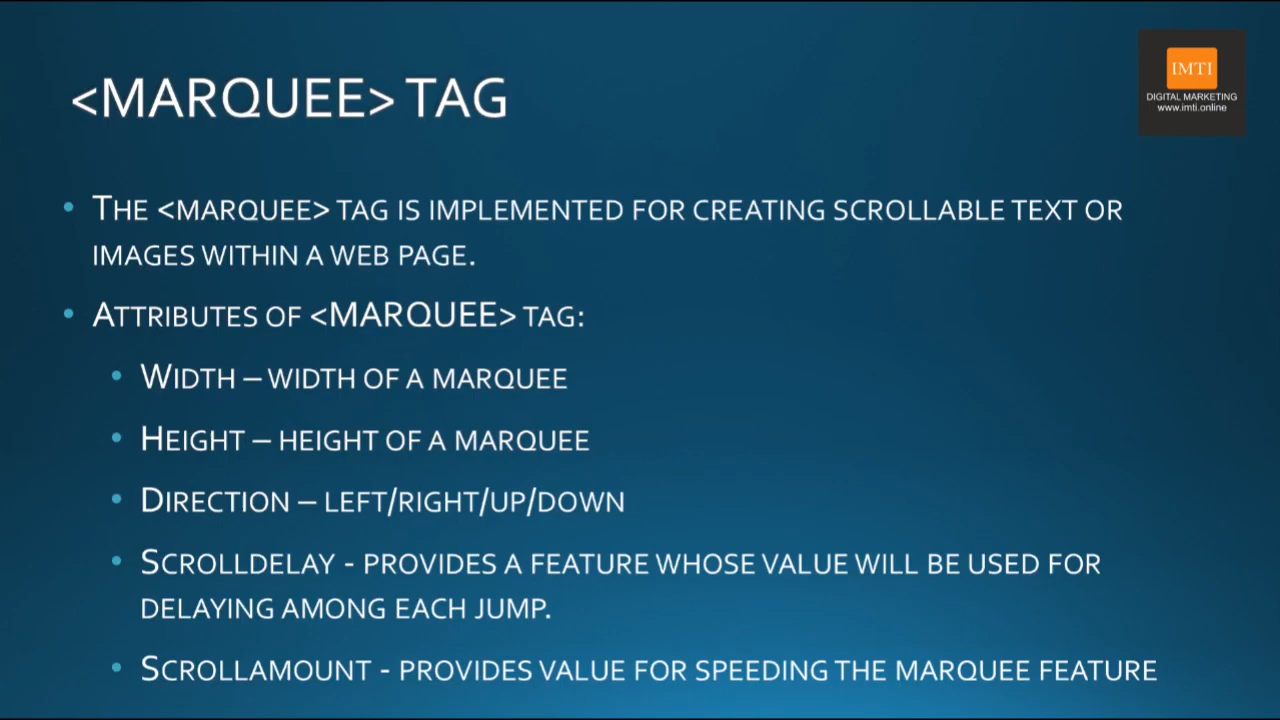 <MARQUEE> TAG
IMTI
DIGITAL MARKETING
www.imti.online
THE <MARQUEE> TAG IS IMPLEMENTED FOR CREATING SCROLLABLE TEXT OR
IMAGES WITHIN A WEB PAGE.
ATTRIBUTES OF <MARQUEE> TAG:
WIDTH – WIDTH OF A MARQUEE
HEIGHT – HEIGHT OF A MARQUEE
DIRECTION – LEFT/RIGHT/UP/DOWN
SCROLLDELAY - PROVIDES A FEATURE WHOSE VALUE WILL BE USED FOR
DELAYING AMONG EACH JUMP.
SCROLLAMOUNT - PROVIDES VALUE FOR SPEEDING THE MARQUEE FEATURE